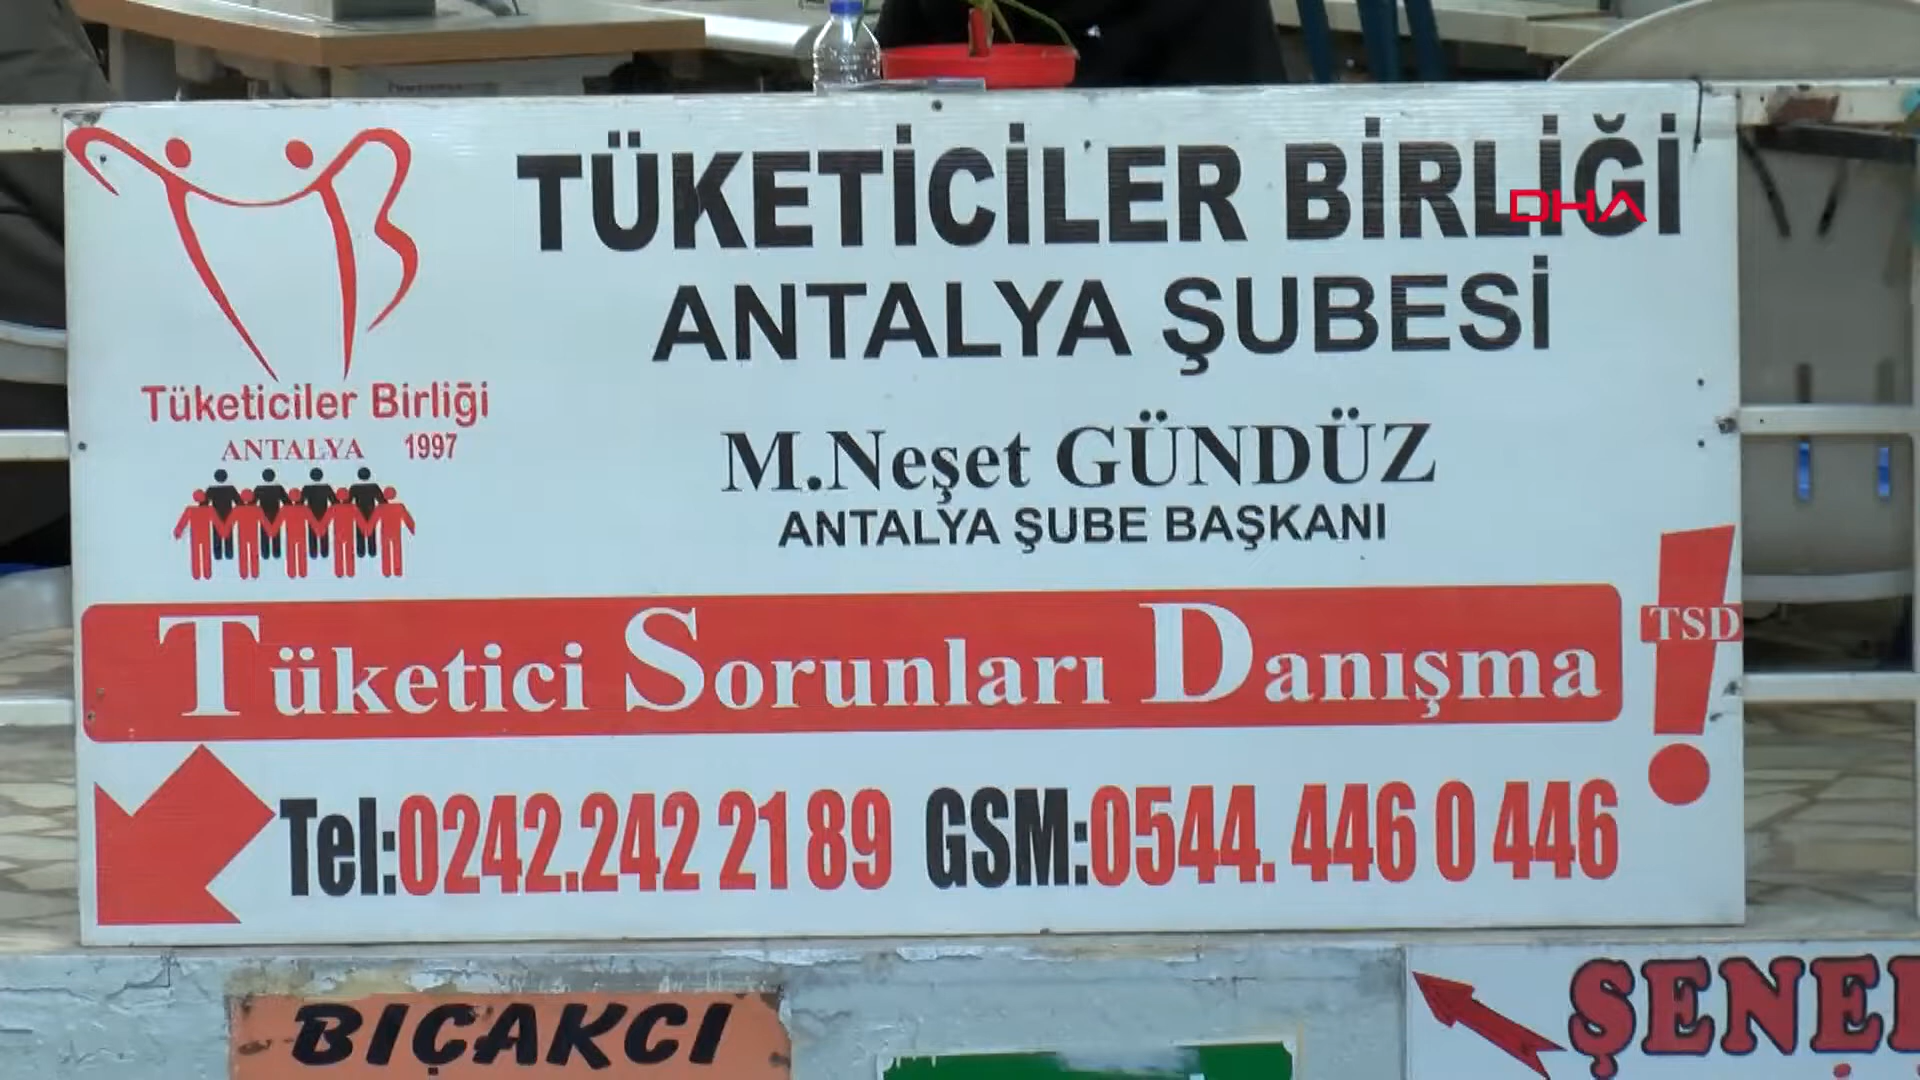 TÜKETİCİLER BİRLİĞİ
DHA
ANTALYA ŞUBESİ
Tüketiciler Birliği
ANTALYA 1997
M.Neşet GÜNDÜZ
ANTALYA ŞUBE BAŞKANI
Tüketici Sorunları Danışma
TSD
Tel:0242.242 21 89 GSM:0544. 446 0 446
BIÇAKCI